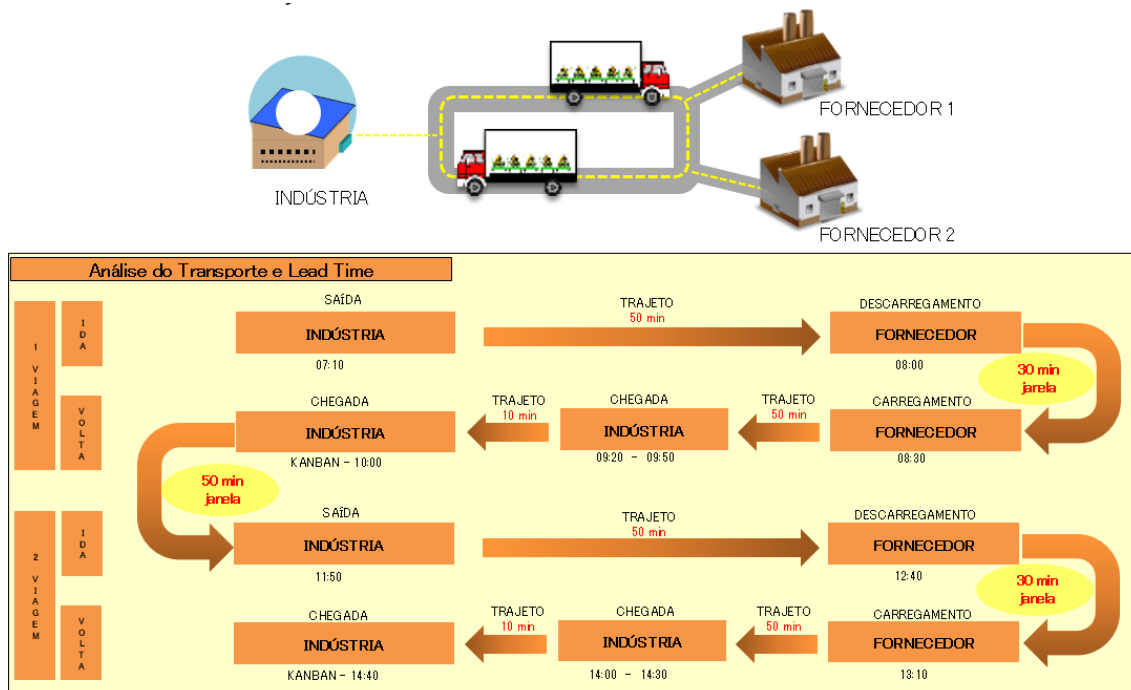 INDÚSTRIA
FORNECEDOR 1
FORNECEDOR 2
Análise do Transporte e Lead Time
1 VIAGEM
IDA
SAÍDA
INDÚSTRIA
07:10
TRAJETO
50 min
DESCARREGAMENTO
FORNECEDOR
08:00
30 min
janela
VOLTA
CHEGADA
INDÚSTRIA
KANBAN - 10:00
TRAJETO
10 min
CHEGADA
INDÚSTRIA
09:20 - 09:50
TRAJETO
50 min
CARREGAMENTO
FORNECEDOR
08:30
50 min
janela
2 VIAGEM
IDA
SAÍDA
INDÚSTRIA
11:50
TRAJETO
50 min
DESCARREGAMENTO
FORNECEDOR
12:40
30 min
janela
VOLTA
CHEGADA
INDÚSTRIA
KANBAN - 14:40
TRAJETO
10 min
CHEGADA
INDÚSTRIA
14:00 - 14:30
TRAJETO
50 min
CARREGAMENTO
FORNECEDOR
13:10